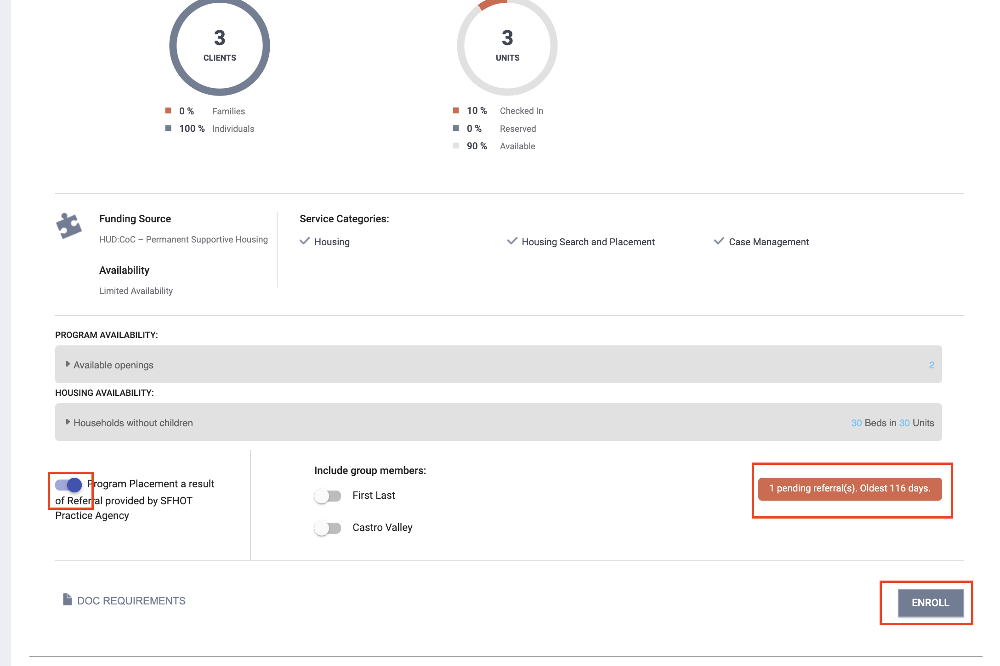 3
CLIENTS
0 % Families
100 % Individuals
3
UNITS
10 % Checked In
0 % Reserved
90 % Available
Funding Source
HUD:CoC – Permanent Supportive Housing
Availability
Limited Availability
Service Categories:
Housing
Housing Search and Placement
Case Management
PROGRAM AVAILABILITY:
Available openings 2
HOUSING AVAILABILITY:
Households without children 30 Beds in 30 Units
Program Placement a result
of Referral provided by SFHOT
Practice Agency
Include group members:
First Last
Castro Valley
1 pending referral(s). Oldest 116 days.
DOC REQUIREMENTS
ENROLL